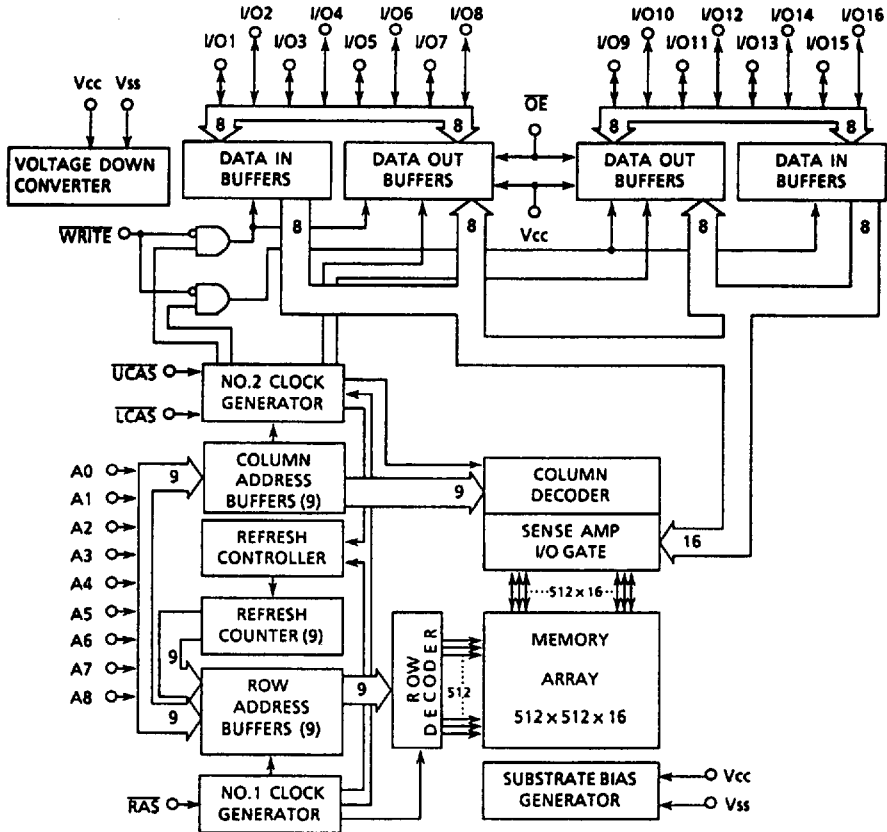 I/O2 I/O4 I/O6 I/O8 I/O10 I/O12 I/O14 I/O16
I/O1 I/O3 I/O5 I/O7 I/O9 I/O11 I/O13 I/O15
Vcc Vss
OE
8 8 8 8
VOLTAGE DOWN
CONVERTER
DATA IN
BUFFERS
DATA OUT
BUFFERS
DATA OUT
BUFFERS
DATA IN
BUFFERS
Vcc
WRITE
8 8 8 8
UCAS
LCAS
NO.2 CLOCK
GENERATOR
A0
A1
A2
A3
A4
A5
A6
A7
A8
9
COLUMN
ADDRESS
BUFFERS (9)
9
COLUMN
DECODER
SENSE AMP
I/O GATE
16
REFRESH
CONTROLLER
512 x 16
REFRESH
COUNTER (9)
9
9
ROW
ADDRESS
BUFFERS (9)
9
ROW
DECODER
512
MEMORY
ARRAY
512 x 512 x 16
RAS
NO.1 CLOCK
GENERATOR
SUBSTRATE BIAS
GENERATOR
Vcc
Vss